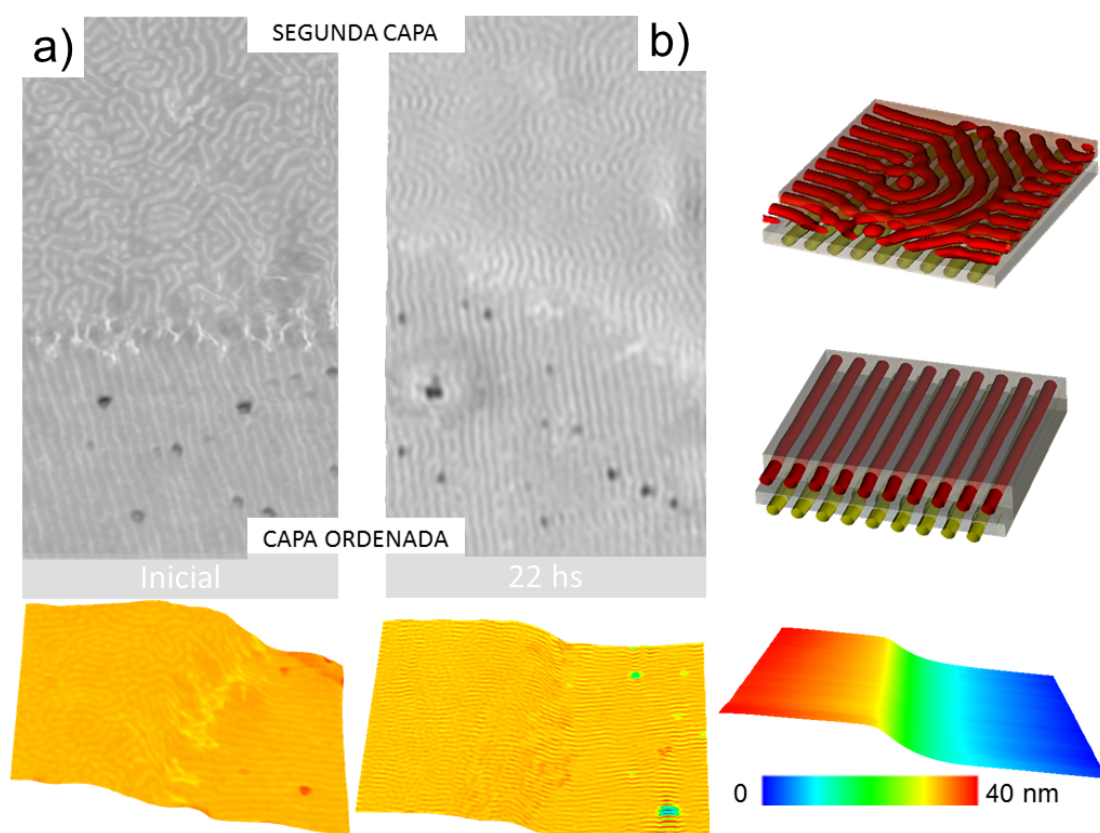 a)
SEGUNDA CAPA
b)
CAPA ORDENADA
Inicial
22 hs
0
40 nm